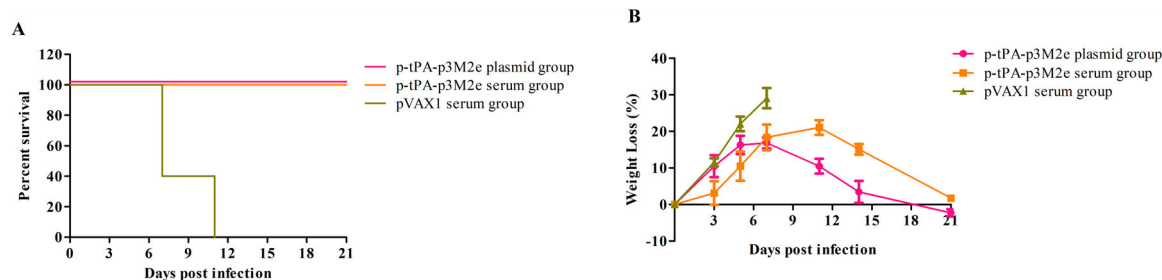 A
120
100
80
60
40
20
0
0 3 6 9 12 15 18 21
Percent survival
Days post infection
p-tPA-p3M2e plasmid group
p-tPA-p3M2e serum group
pVAX1 serum group
B
40
30
20
10
0
-10
3 6 9 12 15 18 21
Weight Loss (%)
Days post infection
p-tPA-p3M2e plasmid group
p-tPA-p3M2e serum group
pVAX1 serum group